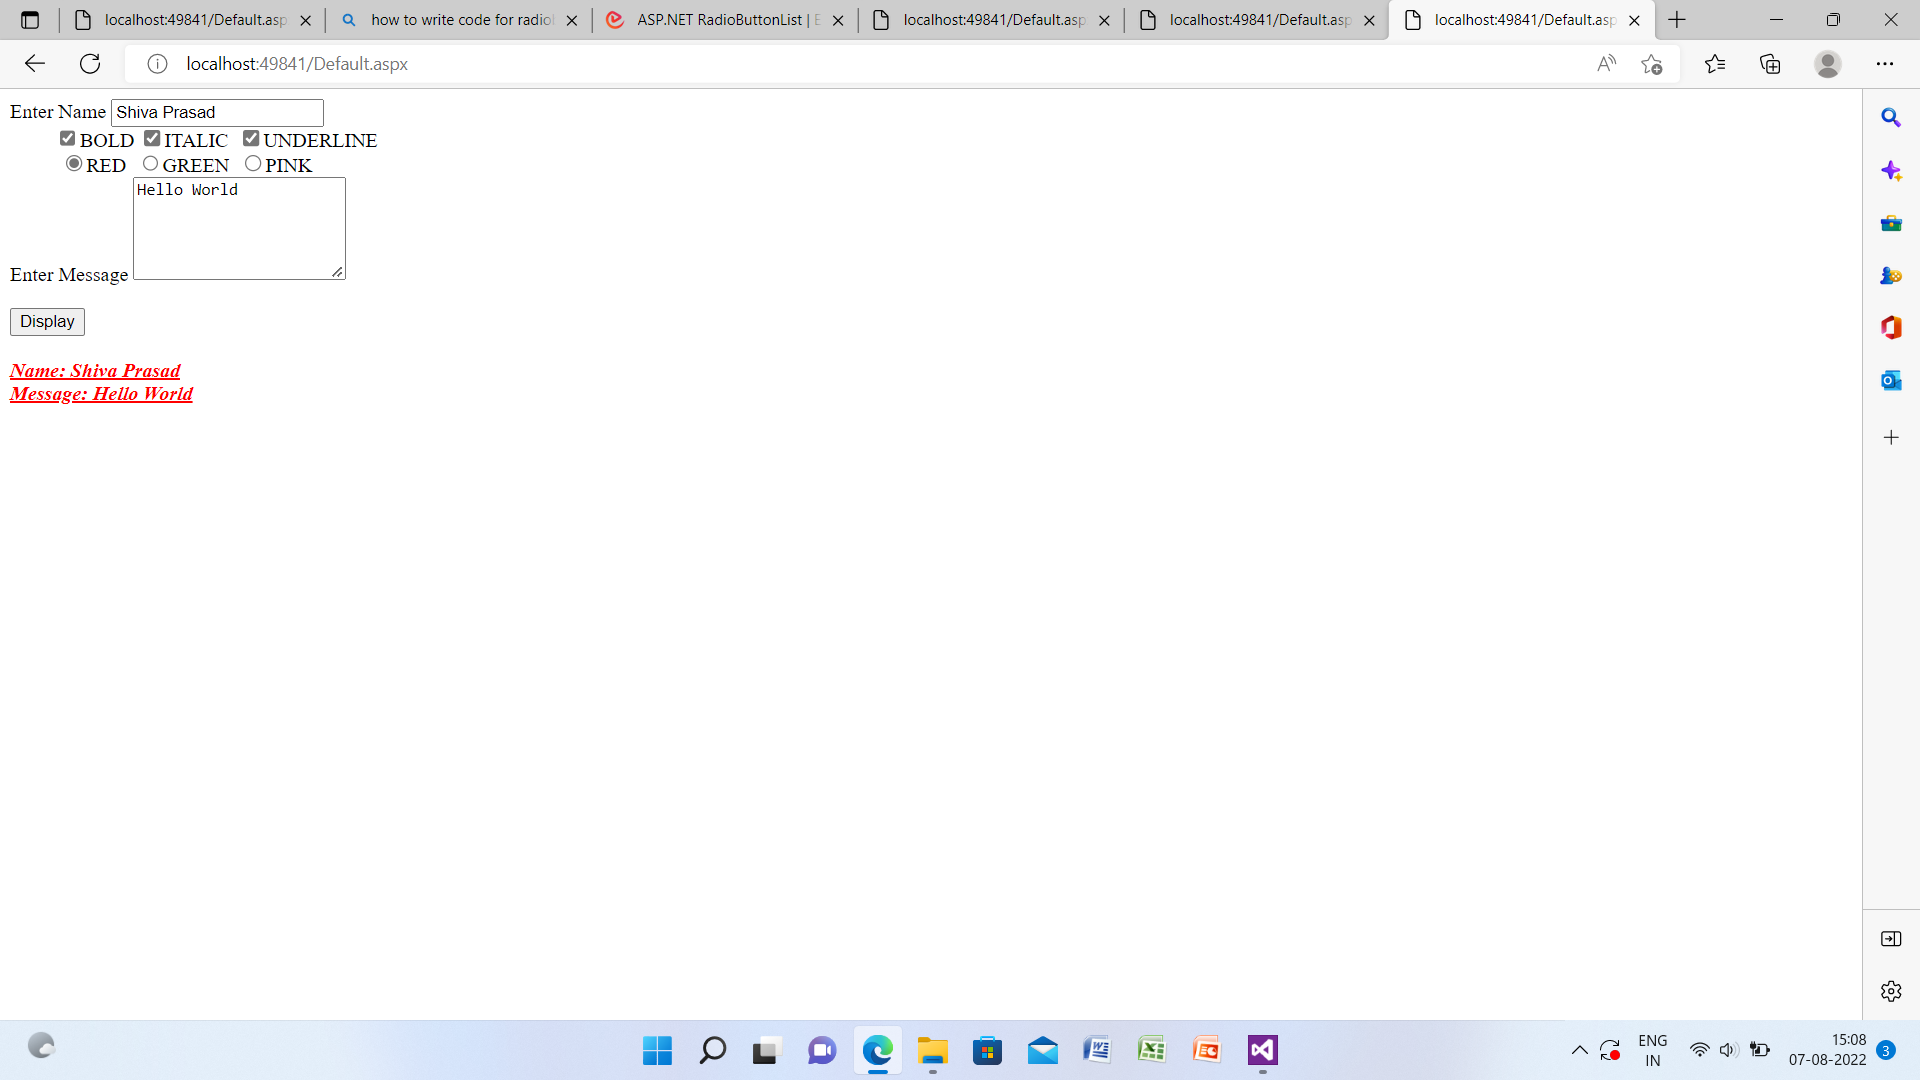 localhost:49841/Default.asp
how to write code for radiol
ASP.NET RadioButtonList | E
localhost:49841/Default.asp
localhost:49841/Default.asp
localhost:49841/Default.asp
localhost:49841/Default.aspx
Enter Name Shiva Prasad
BOLD ITALIC UNDERLINE
RED GREEN PINK
Hello World
Enter Message
Display
Name: Shiva Prasad
Message: Hello World
ENG
IN
15:08
07-08-2022
3